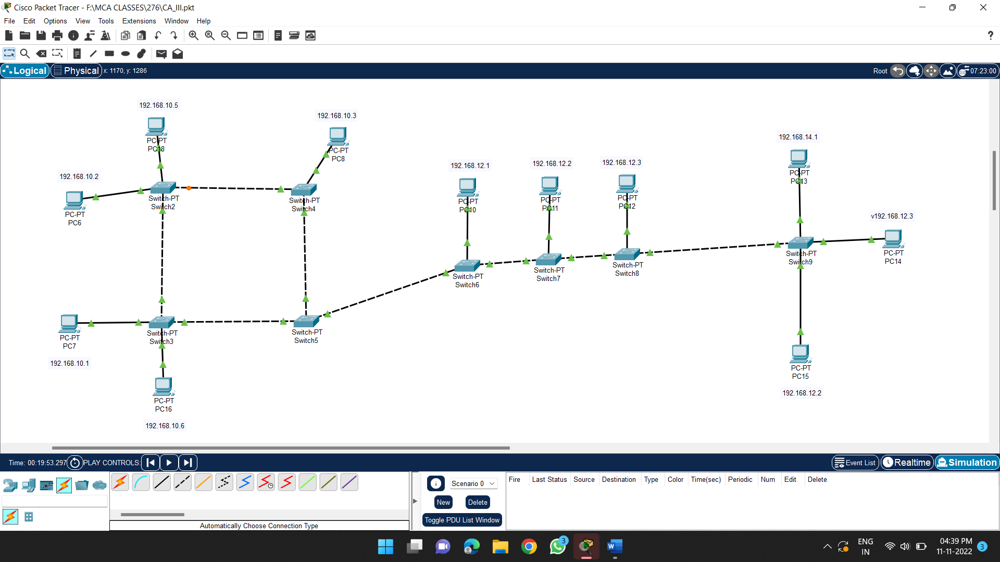 Cisco Packet Tracer - F:\MCA CLASSES\276\CA_III.pkt
File Edit Options View Tools Extensions Window Help
?
Logical Physical x: 1170, y: 1286 Root 07:23:00
192.168.10.5
PC-PT
PC18
192.168.10.3
PC-PT
PC8
192.168.10.2
PC-PT
PC6
Switch-PT
Switch2
Switch-PT
Switch4
192.168.12.1
PC-PT
PC10
192.168.12.2
PC-PT
PC11
192.168.12.3
PC-PT
PC12
192.168.14.1
PC-PT
PC13
v192.168.12.3
PC-PT
PC14
Switch-PT
Switch6
Switch-PT
Switch7
Switch-PT
Switch8
Switch-PT
Switch9
PC-PT
PC7
192.168.10.1
Switch-PT
Switch3
Switch-PT
Switch5
PC-PT
PC16
192.168.10.6
PC-PT
PC15
192.168.12.2
Time: 00:19:53.297 PLAY CONTROLS: Event List Realtime Simulation
Scenario 0
New Delete
Toggle PDU List Window
Fire Last Status Source Destination Type Color Time(sec) Periodic Num Edit Delete
Automatically Choose Connection Type
3
W
ENG
IN
04:39 PM
11-11-2022
3